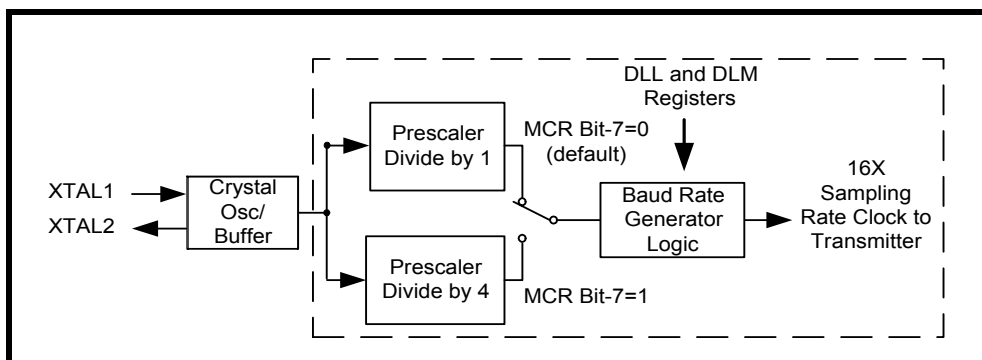 DLL and DLM
Registers
Prescaler
Divide by 1
MCR Bit-7=0
(default)
XTAL1
XTAL2
Crystal
Osc/
Buffer
Baud Rate
Generator
Logic
16X
Sampling
Rate Clock to
Transmitter
Prescaler
Divide by 4
MCR Bit-7=1